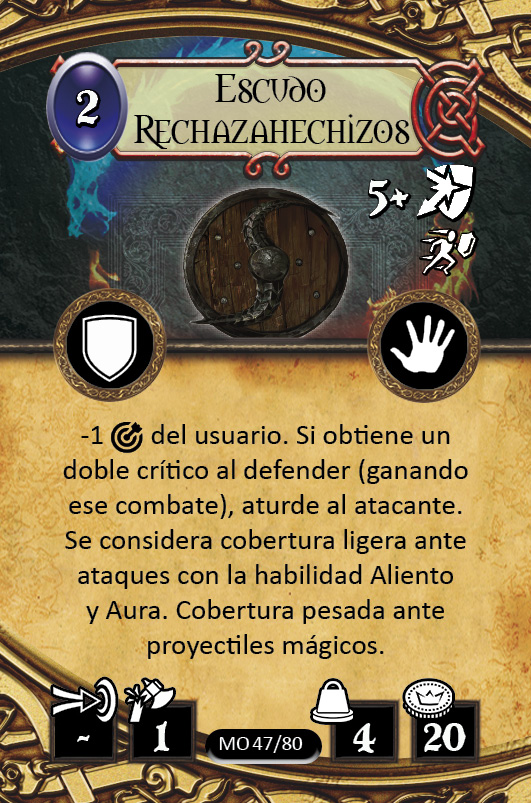 2
Escudo
Rechazahechizos
5+
-1 del usuario. Si obtiene un
doble crítico al defender (ganando
ese combate), aturde al atacante.
Se considera cobertura ligera ante
ataques con la habilidad Aliento
y Aura. Cobertura pesada ante
proyectiles mágicos.
- 1 MO 47/80 4 20